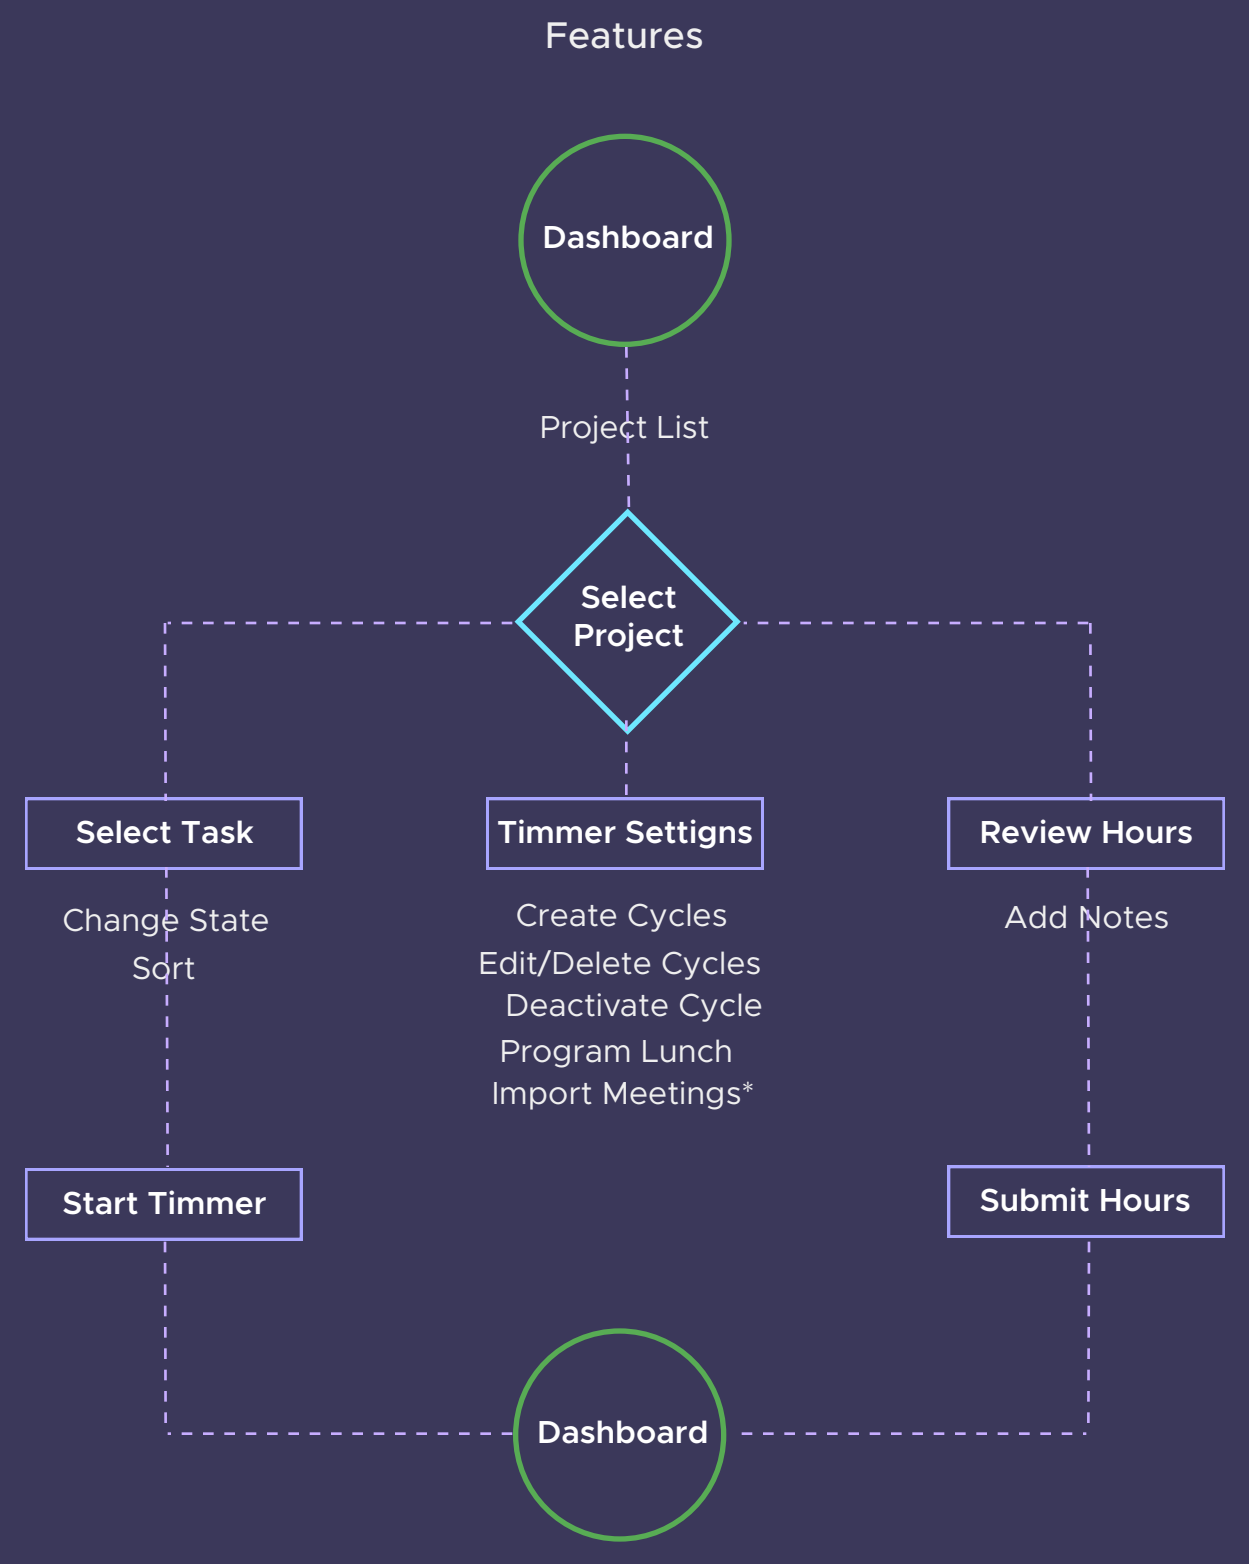 Features
Dashboard
Project List
Select
Project
Select Task
Timmer Settigns
Review Hours
Change State
Sort
Create Cycles
Edit/Delete Cycles
Deactivate Cycle
Program Lunch
Import Meetings*
Add Notes
Start Timmer
Submit Hours
Dashboard